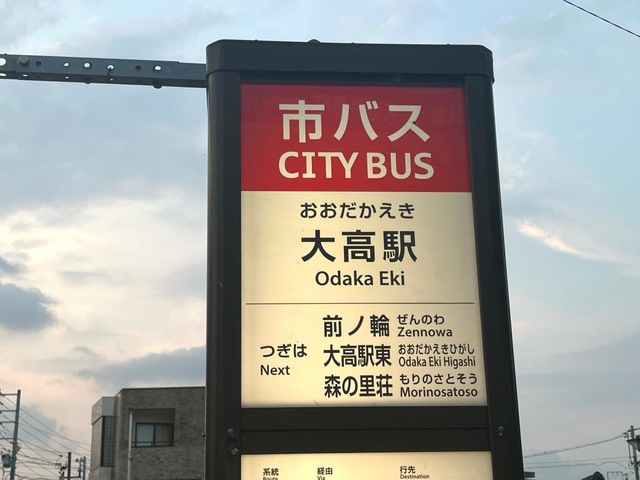 市バス
CITY BUS
おおだかえき
大高駅
Odaka Eki
つぎは
Next
前ノ輪 ぜんのわ
Zennowa
大高駅東 おおだかえきひがし
Odaka Eki Higashi
森の里荘 もりのさとそう
Morinosatoso
系統 経由 行先
Route Via Destination